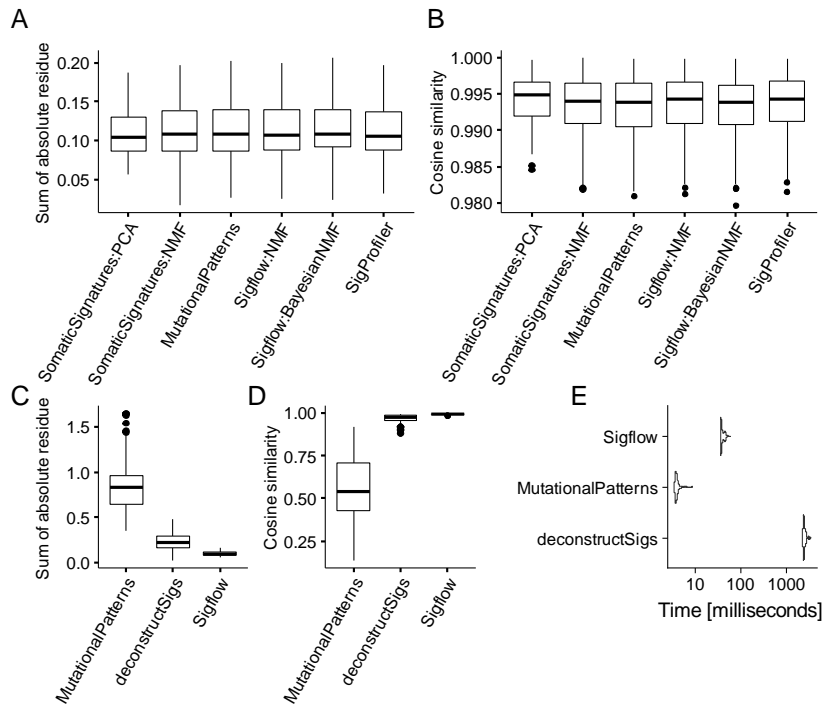 A
Sum of absolute residue
0.20
0.15
0.10
0.05
SomaticSignatures:PCA
SomaticSignatures:NMF
MutationalPatterns
Sigflow:NMF
Sigflow:BayesianNMF
SigProfiler
B
Cosine similarity
1.000
0.995
0.990
0.985
0.980
SomaticSignatures:PCA
SomaticSignatures:NMF
MutationalPatterns
Sigflow:NMF
Sigflow:BayesianNMF
SigProfiler
C
Sum of absolute residue
1.5
1.0
0.5
0.0
MutationalPatterns
deconstructSigs
Sigflow
D
Cosine similarity
1.00
0.75
0.50
0.25
MutationalPatterns
deconstructSigs
Sigflow
E
Sigflow
MutationalPatterns
deconstructSigs
10 100 1000
Time [milliseconds]